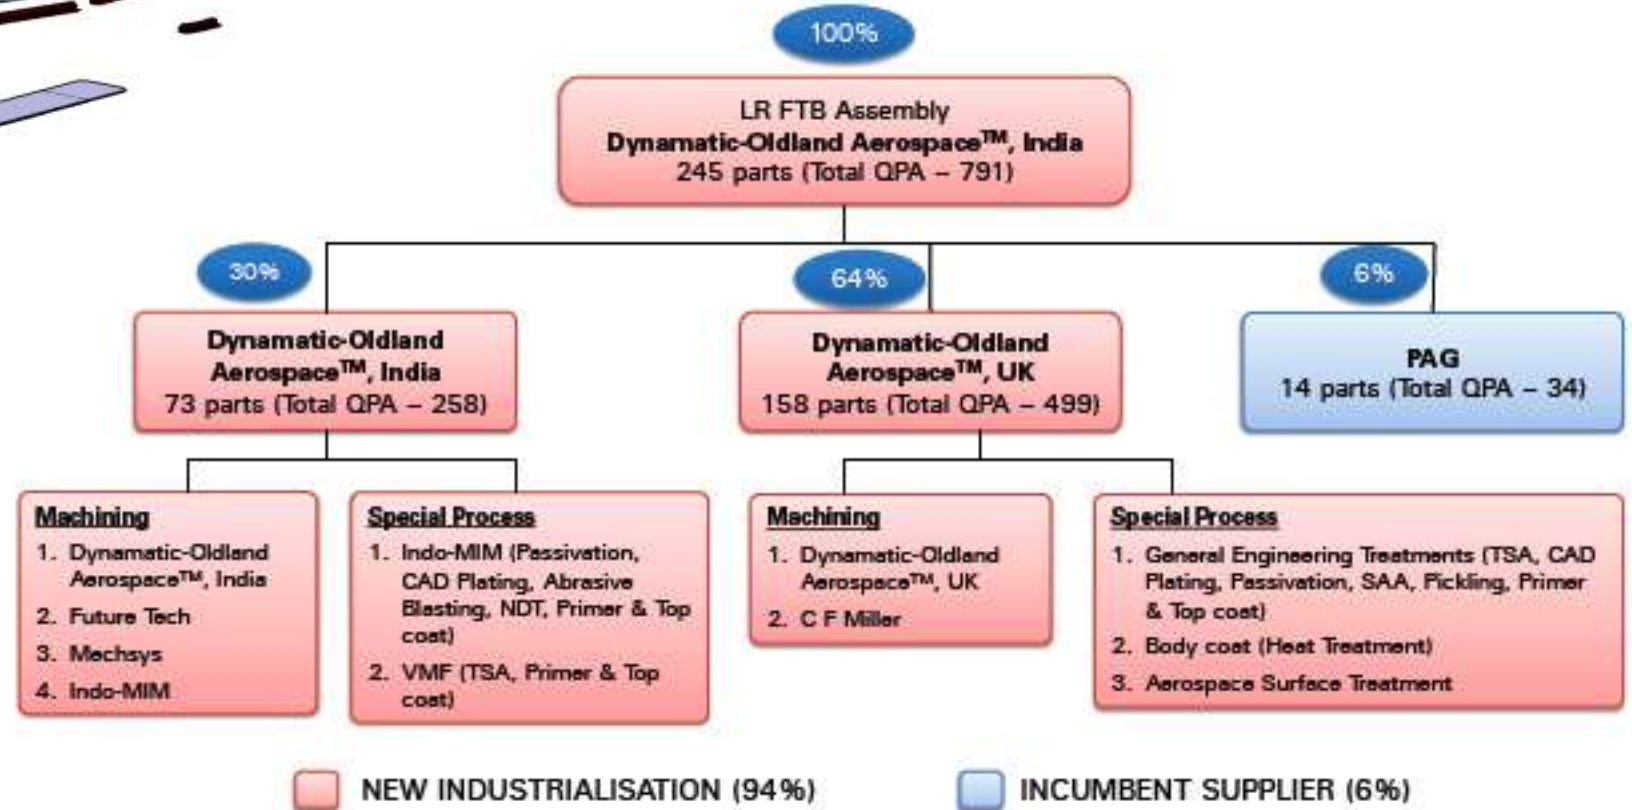 100%
LR FTB Assembly
Dynamatic-Oldland Aerospace™, India
245 parts (Total QPA – 791)
30%
64%
6%
Dynamatic-Oldland
Aerospace™, India
73 parts (Total QPA – 258)
Dynamatic-Oldland
Aerospace™, UK
158 parts (Total QPA – 499)
PAG
14 parts (Total QPA – 34)
Machining
1. Dynamatic-Oldland
Aerospace™, India
2. Future Tech
3. Mechsys
4. Indo-MIM
Special Process
1. Indo-MIM (Passivation,
CAD Plating, Abrasive
Blasting, NDT, Primer & Top
coat)
2. VMF (TSA, Primer & Top
coat)
Machining
1. Dynamatic-Oldland
Aerospace™, UK
2. C F Miller
Special Process
1. General Engineering Treatments (TSA, CAD
Plating, Passivation, SAA, Pickling, Primer
& Top coat)
2. Body coat (Heat Treatment)
3. Aerospace Surface Treatment
NEW INDUSTRIALISATION (94%)
INCUMBENT SUPPLIER (6%)